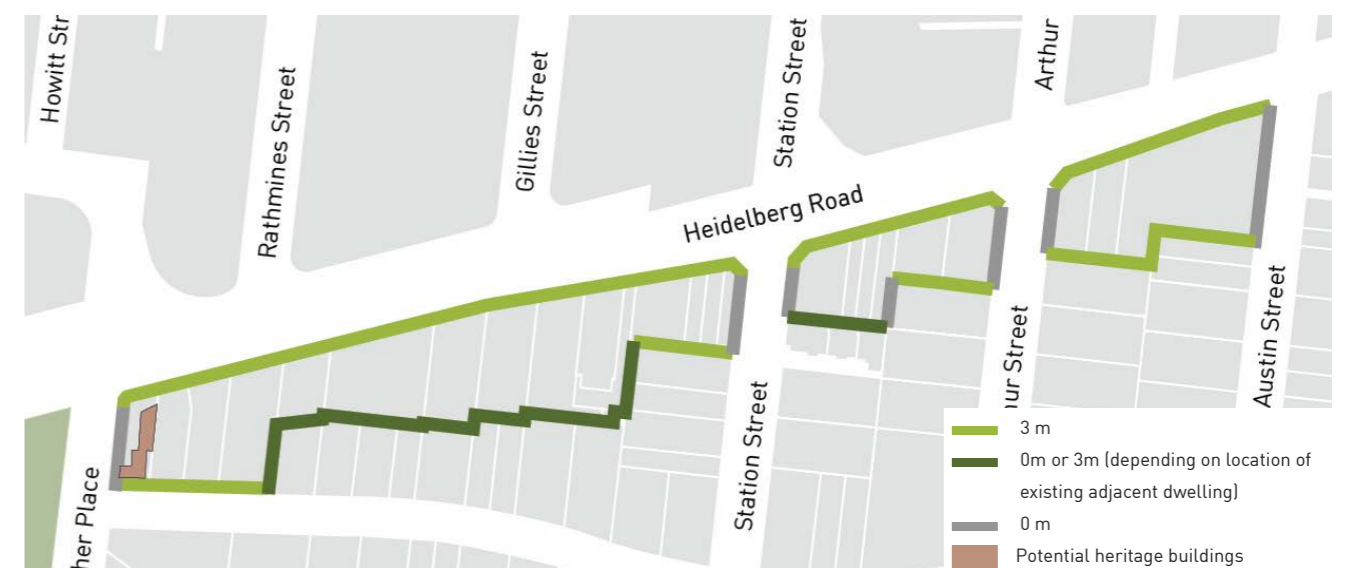 Howitt Str
Rathmines Street
Gillies Street
Station Street
Arthur
Heidelberg Road
her Place
Station Street
ur Street
Austin Street
3 m
0m or 3m (depending on location of
existing adjacent dwelling)
0 m
Potential heritage buildings